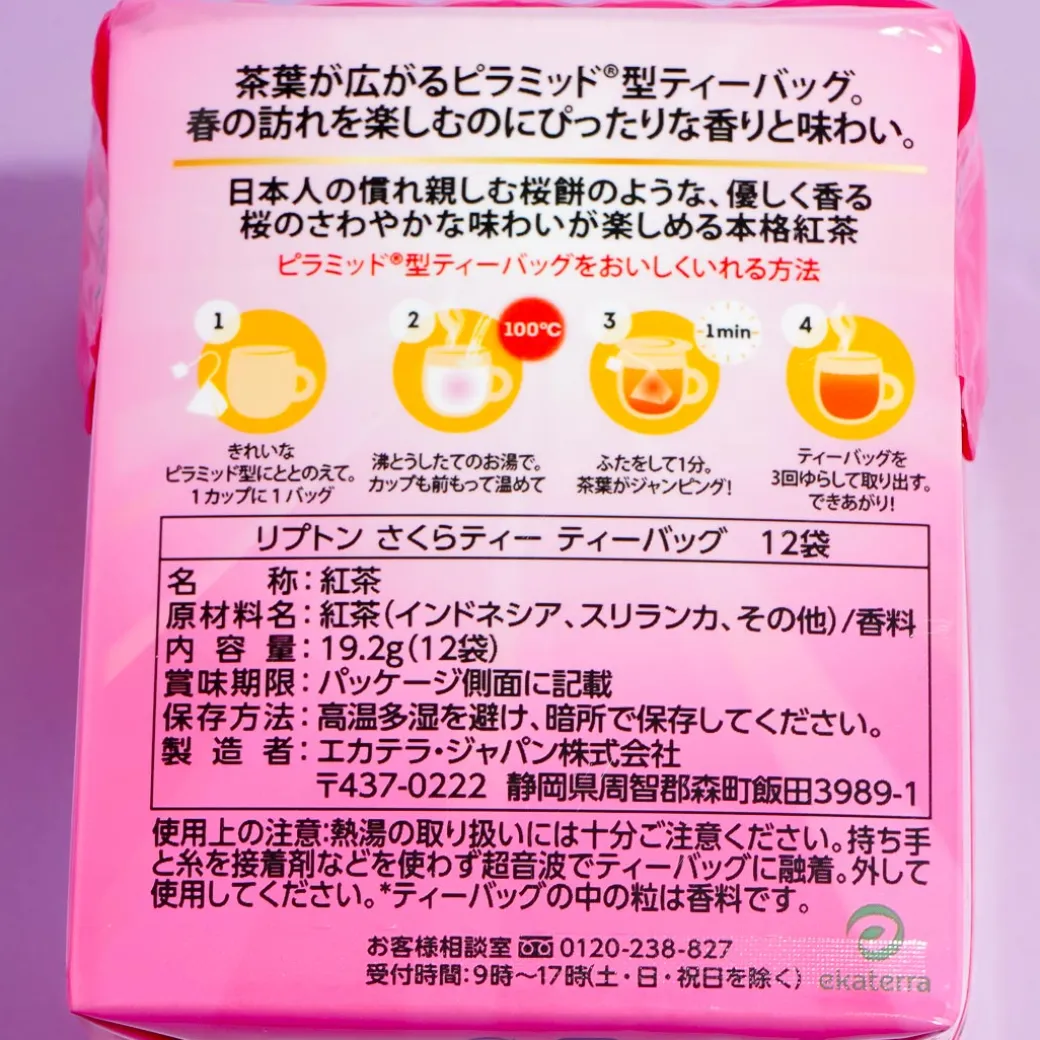 茶葉が広がるピラミッド®型ティーバッグ。
春の訪れを楽しむのにぴったりな香りと味わい。
日本人の慣れ親しむ桜餅のような、優しく香る
桜のさわやかな味わいが楽しめる本格紅茶
ピラミッド®型ティーバッグをおいしくいれる方法
1
2
100℃
3
1min
4
きれいな
ピラミッド型にととのえて。
1カップに1バッグ
沸とうしたてのお湯で。
カップも前もって温めて
ふたをして1分。
茶葉がジャンピング!
ティーバッグを
3回ゆらして取り出す。
できあがり!
リプトン さくらティー ティーバッグ 12袋
名称:紅茶
原材料名:紅茶(インドネシア、スリランカ、その他)/香料
内容量:19.2g(12袋)
賞味期限:パッケージ側面に記載
保存方法:高温多湿を避け、暗所で保存してください。
製造者:エカテラ・ジャパン株式会社
〒437-0222 静岡県周智郡森町飯田3989-1
使用上の注意:熱湯の取り扱いには十分ご注意ください。持ち手
と糸を接着剤などを使わず超音波でティーバッグに融着。外して
使用してください。*ティーバッグの中の粒は香料です。
お客様相談室 0120-238-827
受付時間:9時〜17時(土・日・祝日を除く)
ekaterra